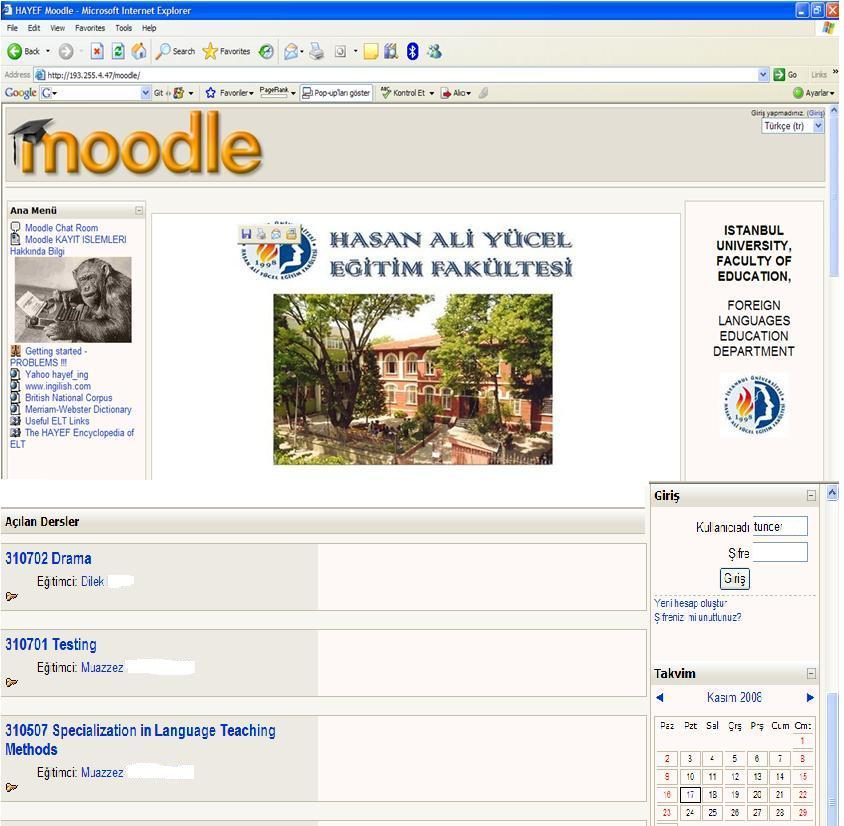 HAYEF Moodle - Microsoft Internet Explorer
File Edit View Favorites Tools Help
Back Search Favorites
Address http://193.255.4.47/moodle/ Go Links »
Google G Git Favoriler PageRank Pop-up'ları göster Kontrol Et Alıcı Ayarlar
moodle
Giriş yapmadınız. (Giriş)
Türkçe (tr)
Ana Menü
Moodle Chat Room
Moodle KAYIT ISLEMLERI
Hakkında Bilgi
Getting started -
PROBLEMS !!!
Yahoo hayef_ing
www.ingilish.com
British National Corpus
Merriam-Webster Dictionary
Useful ELT Links
The HAYEF Encyclopedia of
ELT
1998
HASAN ALİ YÜCEL
EĞİTİM FAKÜLTESİ
ISTANBUL
UNIVERSITY,
FACULTY OF
EDUCATION,
FOREIGN
LANGUAGES
EDUCATION
DEPARTMENT
1998
Açılan Dersler
310702 Drama
Eğitimci: Dilek
310701 Testing
Eğitimci: Muazzez
310507 Specialization in Language Teaching
Methods
Eğitimci: Muazzez
Giriş
Kullanıcıadı tuncer
Şifre
Giriş
Yeni hesap oluştur
Şifreniz mi unuttunuz?
Takvim
Kasım 2008
Paz Pzt Sal Çrş Prş Cum Cmt
1
2 3 4 5 6 7 8
9 10 11 12 13 14 15
16 17 18 19 20 21 22
23 24 25 26 27 28 29